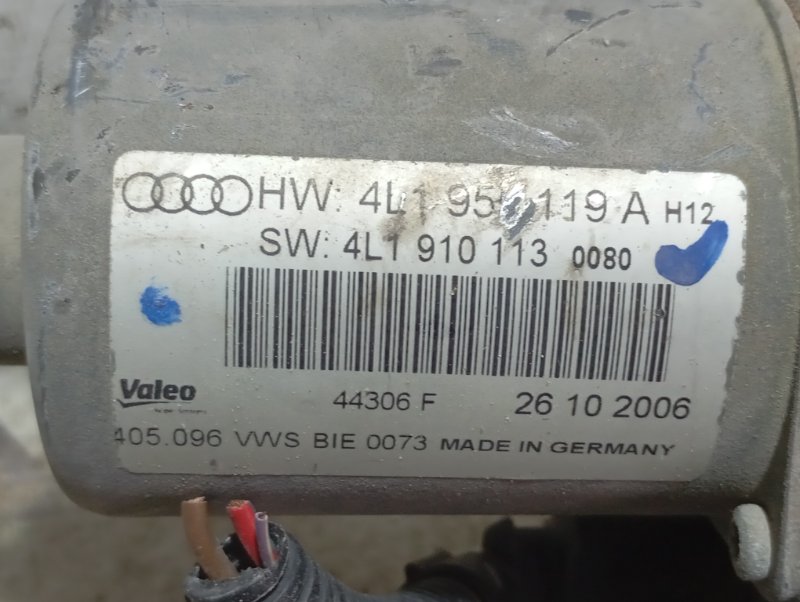 HW: 4L1 119 A H12
SW: 4L1 910 113 0080
Valeo 44306 F 26 10 2006
405.096 VWS BIE 0073 MADE IN GERMANY